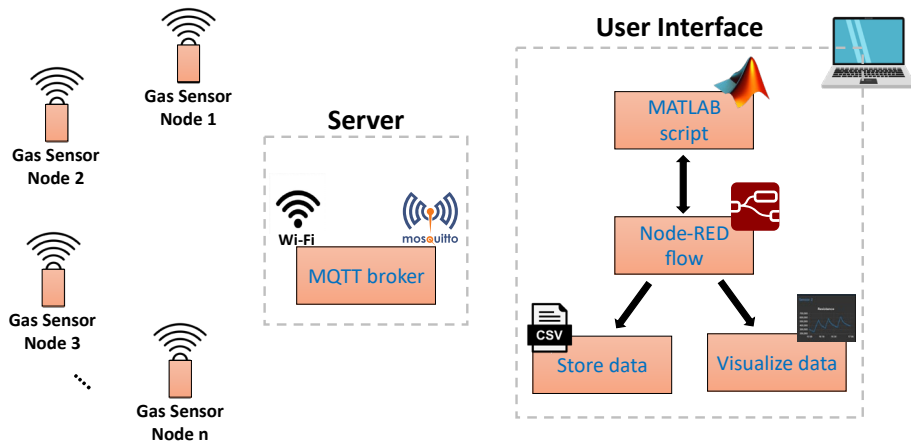 Gas Sensor
Node 1
Gas Sensor
Node 2
Gas Sensor
Node 3
Gas Sensor
Node n
Server
Wi-Fi
mosquitto
MQTT broker
User Interface
MATLAB
script
Node-RED
flow
CSV
Store data
Visualize data
Resistance